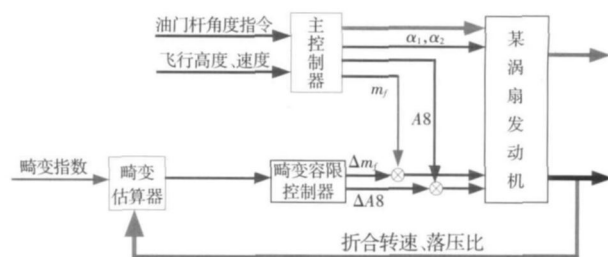 油门杆角度指令
飞行高度、速度
主控制器
α₁,α₂
m_f
A8
某涡扇发动机
畸变指数
畸变估算器
畸变容限控制器
Δm_f
ΔA8
折合转速、落压比